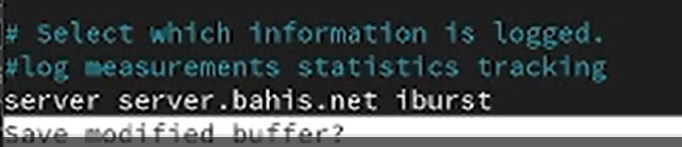 # Select which information is logged.
#log measurements statistics tracking
server server.bahis.net iburst
Save modified buffer?